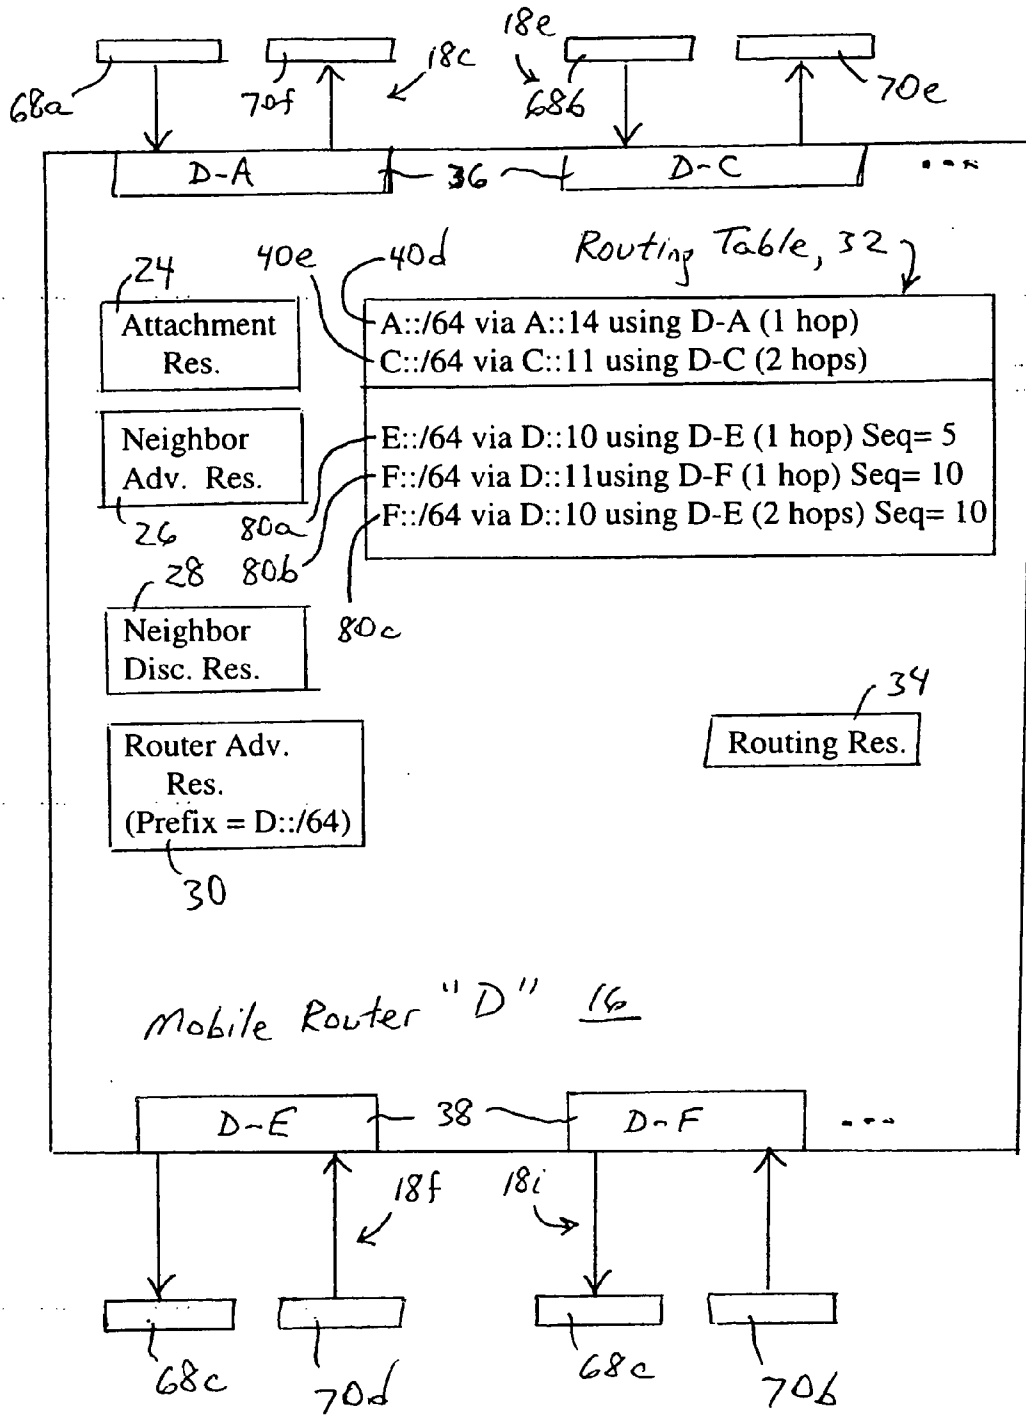 18e
18c
68a
70f
68b
70e
D-A
36
D-C
...
Routing Table, 32
40e
40d
24
Attachment
Res.
A::/64 via A::14 using D-A (1 hop)
C::/64 via C::11 using D-C (2 hops)
Neighbor
Adv. Res.
E::/64 via D::10 using D-E (1 hop) Seq= 5
F::/64 via D::11using D-F (1 hop) Seq= 10
F::/64 via D::10 using D-E (2 hops) Seq= 10
26
80a
28
80b
80c
Neighbor
Disc. Res.
34
Routing Res.
Router Adv.
Res.
(Prefix = D::/64)
30
Mobile Router "D" 16
D-E
38
D-F
...
18f
18i
68c
70d
68c
70b